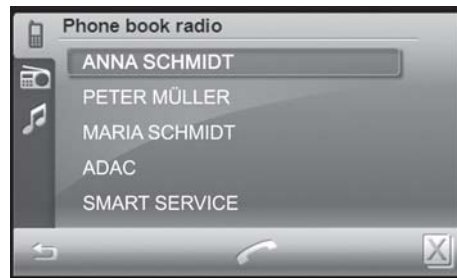 Phone book radio
ANNA SCHMIDT
PETER MÜLLER
MARIA SCHMIDT
ADAC
SMART SERVICE
X